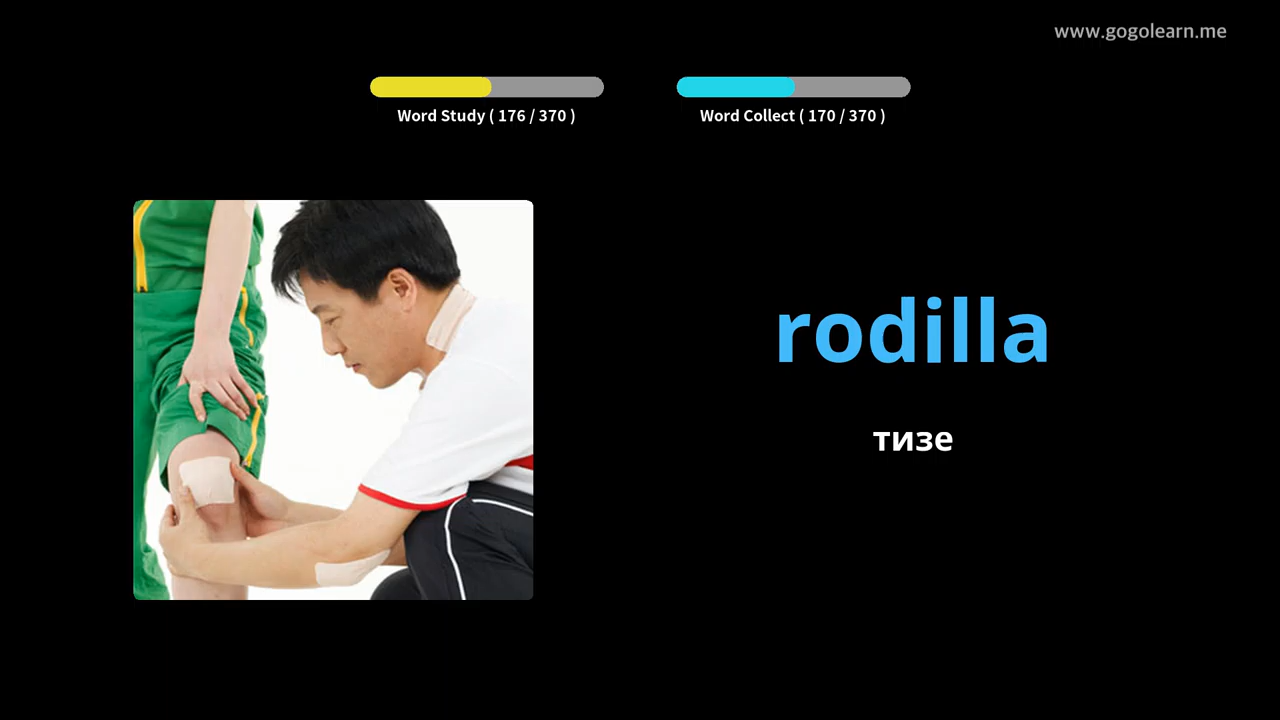 www.gogolearn.me
Word Study ( 176 / 370 )
Word Collect ( 170 / 370 )
rodilla
тизе